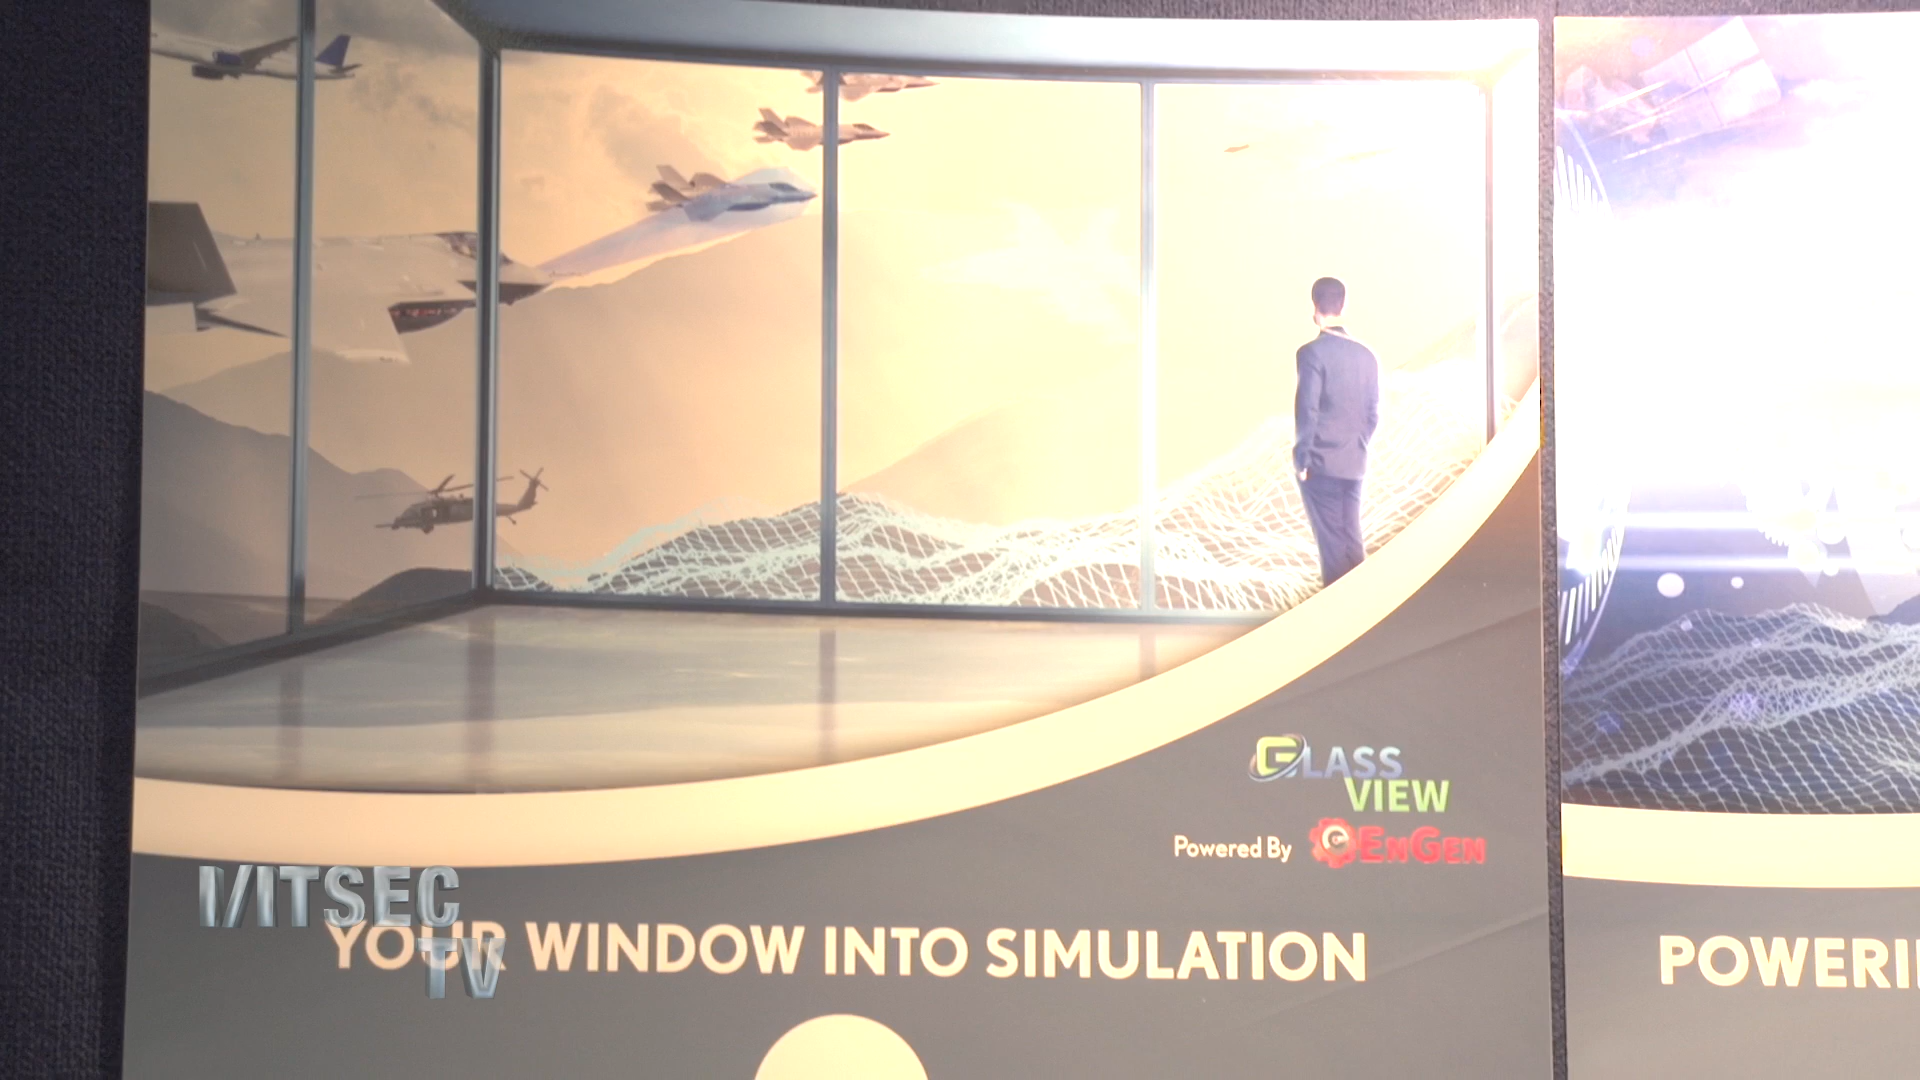 GLASS
VIEW
Powered By ENGEN
I/ITSEC
TV
YOUR WINDOW INTO SIMULATION
POWERI